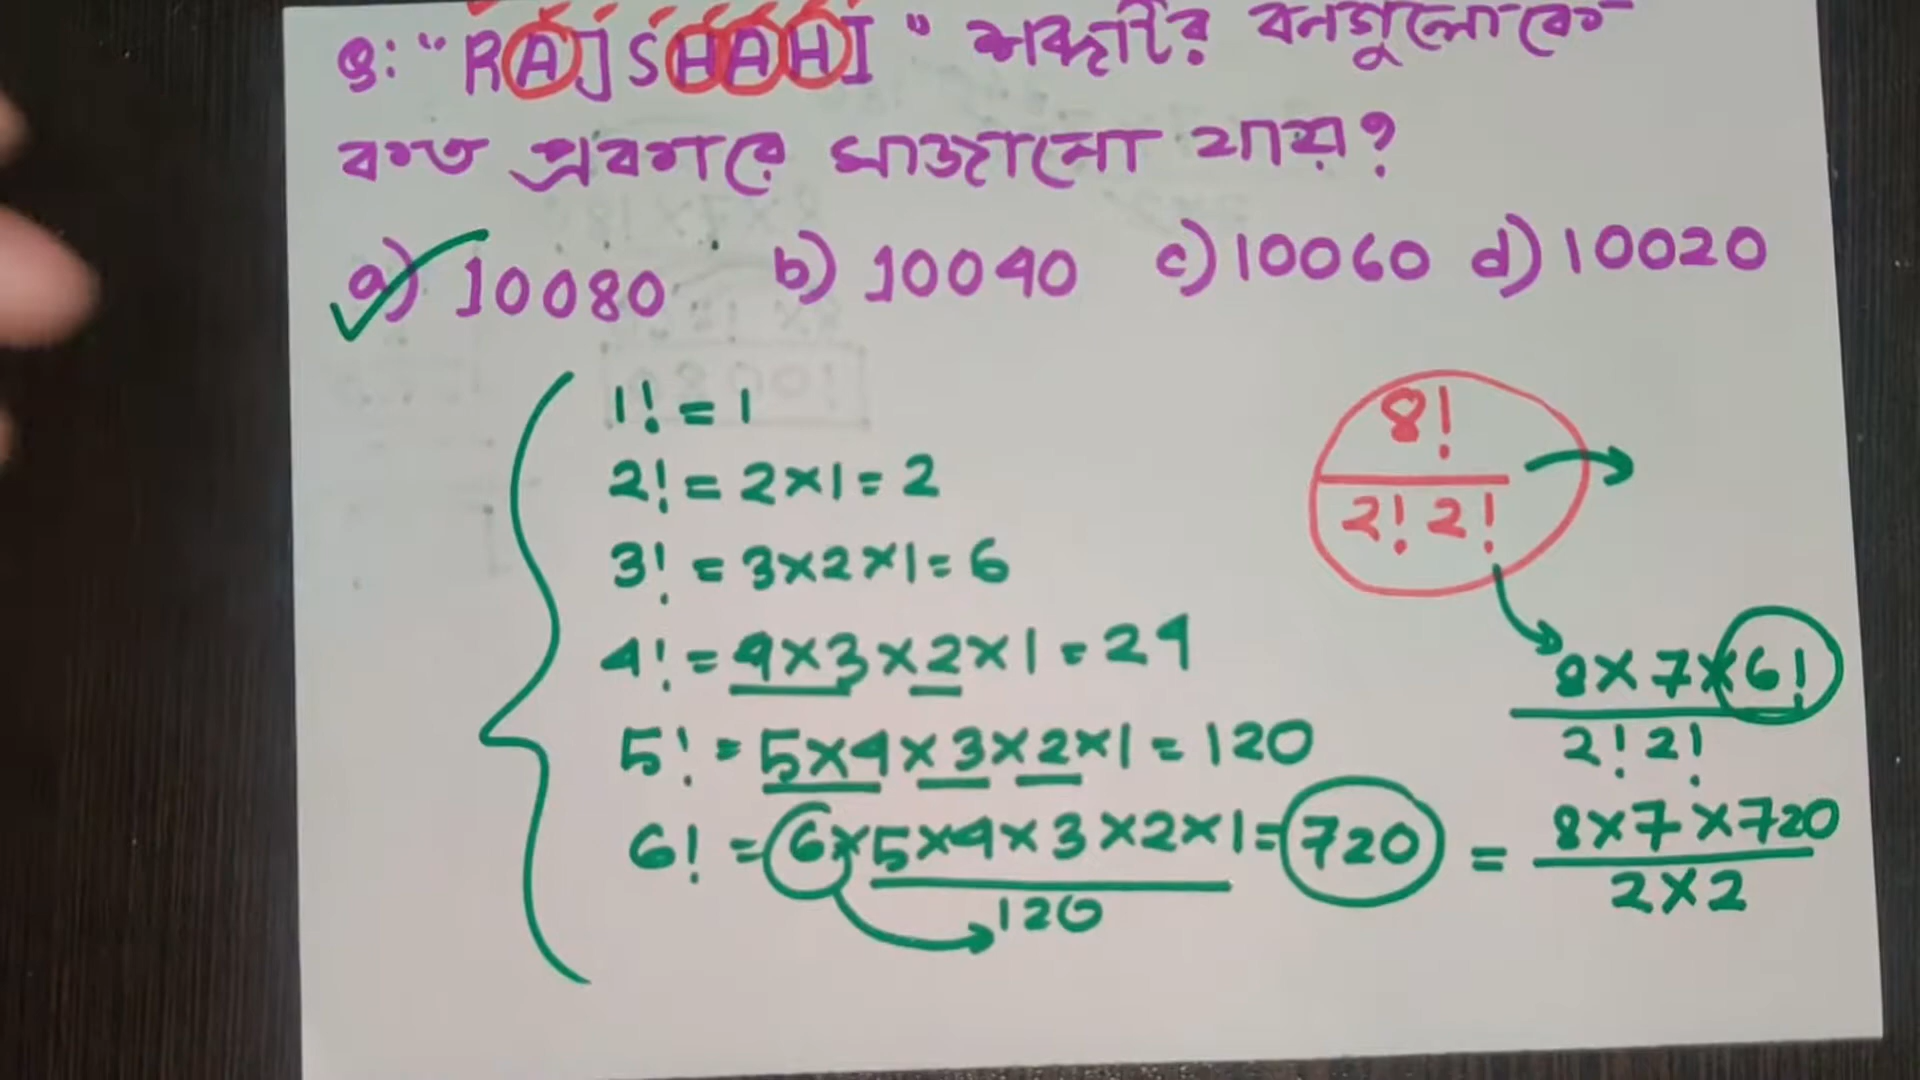 Q: "RAJSHAHI" শব্দটির বর্নগুলোকে
কত প্রকারে সাজানো যায়?
a) 10080 b) 10040 c) 10060 d) 10020
1! = 1
2! = 2×1 = 2
3! = 3×2×1 = 6
4! = 4×3×2×1 = 24
5! = 5×4×3×2×1 = 120
6! = 6×5×4×3×2×1 = 720
120
8!
2! 2!
8×7×6!
2! 2!
= 8×7×720
2×2